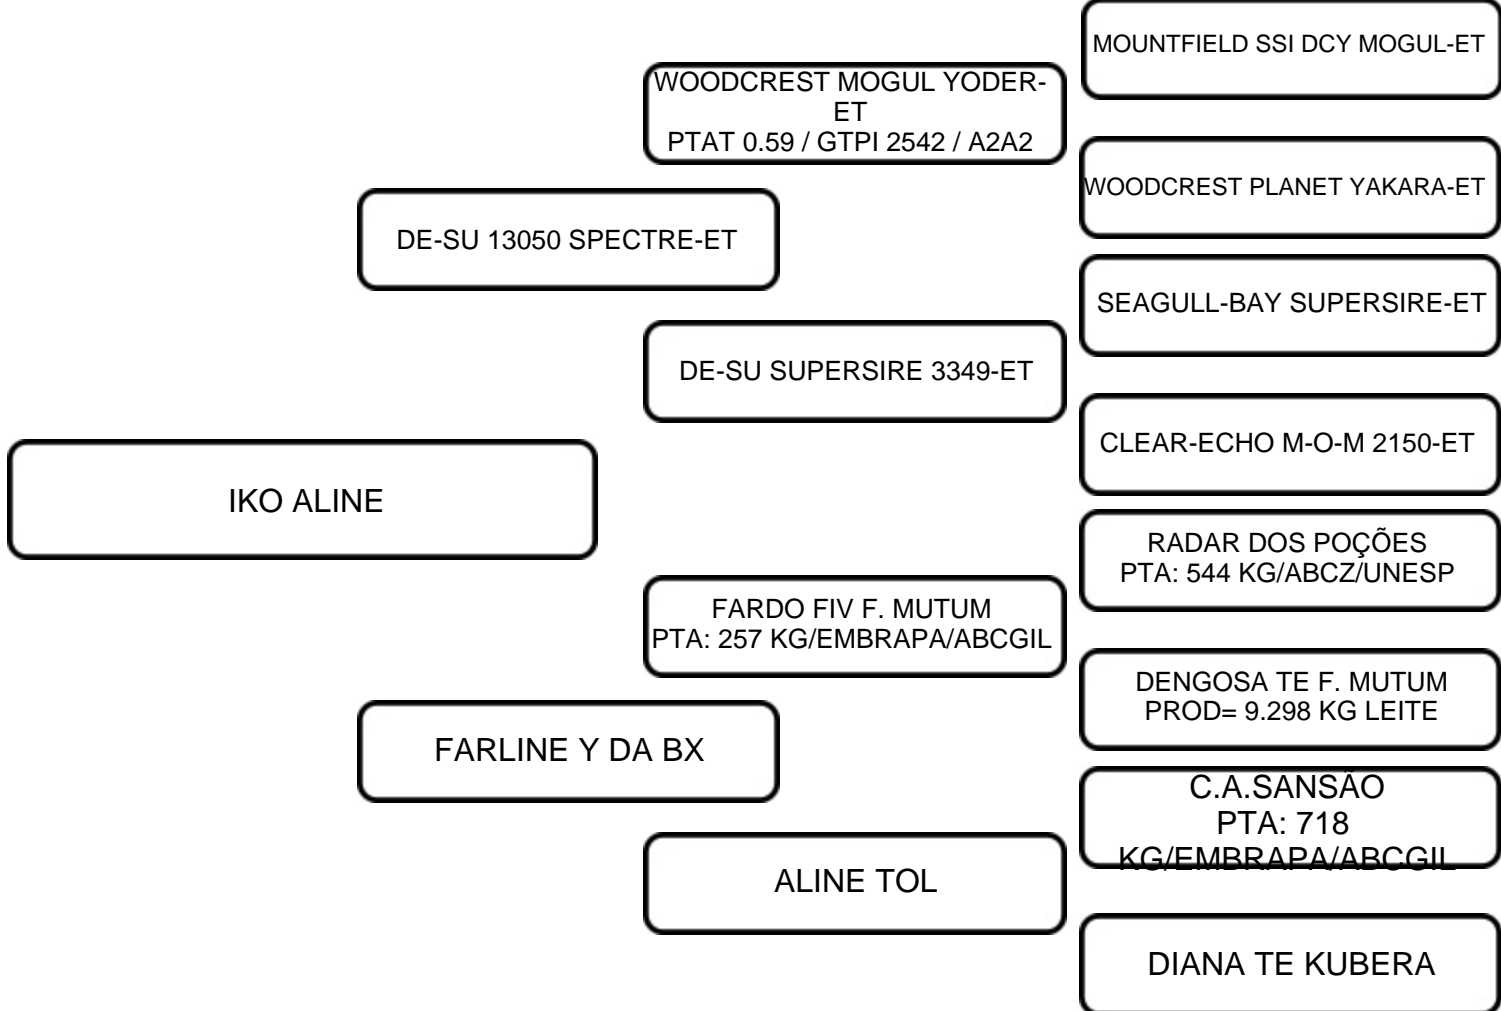 MOUNTFIELD SSI DCY MOGUL-ET
WOODCREST MOGUL YODER-
ET
PTAT 0.59 / GTPI 2542 / A2A2
WOODCREST PLANET YAKARA-ET
DE-SU 13050 SPECTRE-ET
SEAGULL-BAY SUPERSIRE-ET
DE-SU SUPERSIRE 3349-ET
CLEAR-ECHO M-O-M 2150-ET
IKO ALINE
RADAR DOS POÇÕES
PTA: 544 KG/ABCZ/UNESP
FARDO FIV F. MUTUM
PTA: 257 KG/EMBRAPA/ABCGIL
DENGOSA TE F. MUTUM
PROD= 9.298 KG LEITE
FARLINE Y DA BX
C.A.SANSÃO
PTA: 718
KG/EMBRAPA/ABCGIL
ALINE TOL
DIANA TE KUBERA